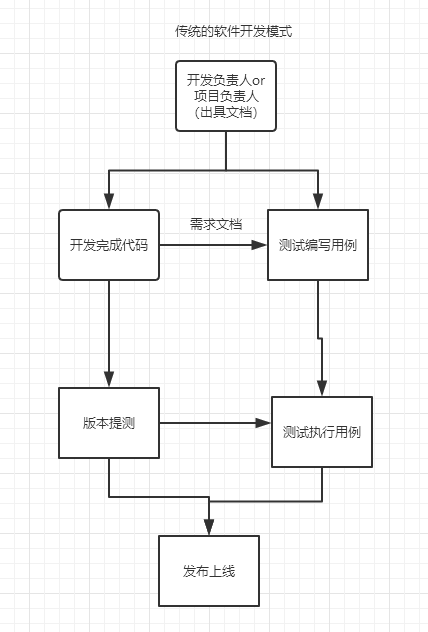 传统的软件开发模式
开发负责人or
项目负责人
（出具文档）
需求文档
开发完成代码
测试编写用例
版本提测
测试执行用例
发布上线